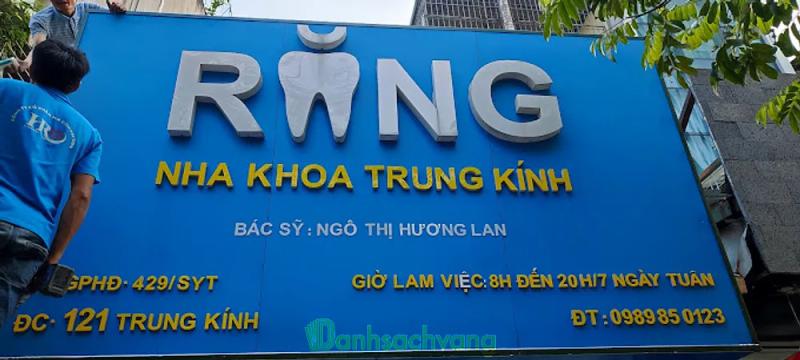 RĂNG
NHA KHOA TRUNG KÍNH
BÁC SỸ: NGÔ THỊ HƯƠNG LAN
GPHĐ: 429/SYT
GIỜ LAM VIỆC: 8H ĐẾN 20H/7 NGÀY TUẦN
ĐC: 121 TRUNG KÍNH
ĐT: 0989 85 0123
Danhsachvang